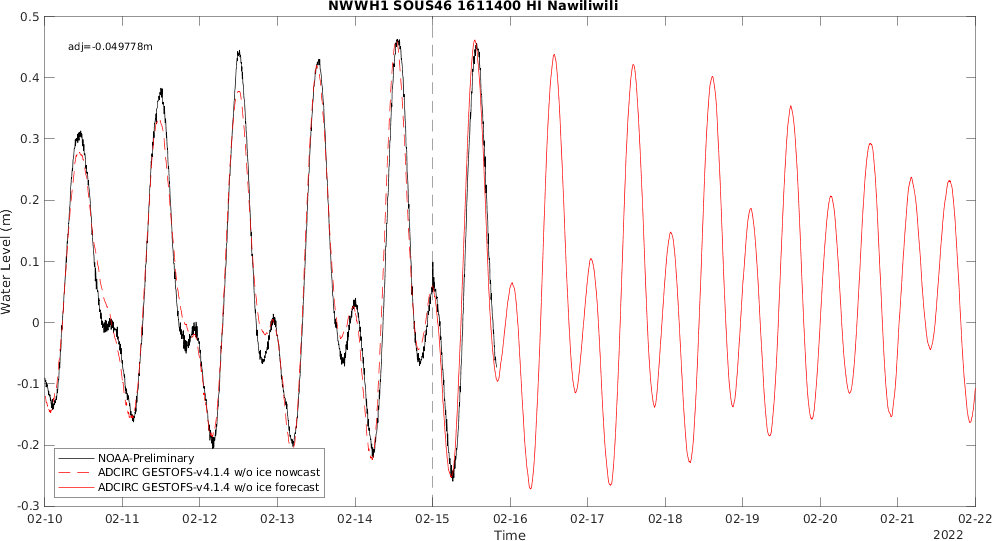 NWWH1 SOUS46 1611400 HI Nawiliwili
adj=-0.049778m
Water Level (m)
0.5
0.4
0.3
0.2
0.1
0
-0.1
-0.2
-0.3
NOAA-Preliminary
ADCIRC GESTOFS-v4.1.4 w/o ice nowcast
ADCIRC GESTOFS-v4.1.4 w/o ice forecast
02-10 02-11 02-12 02-13 02-14 02-15 02-16 02-17 02-18 02-19 02-20 02-21 02-22
Time
2022